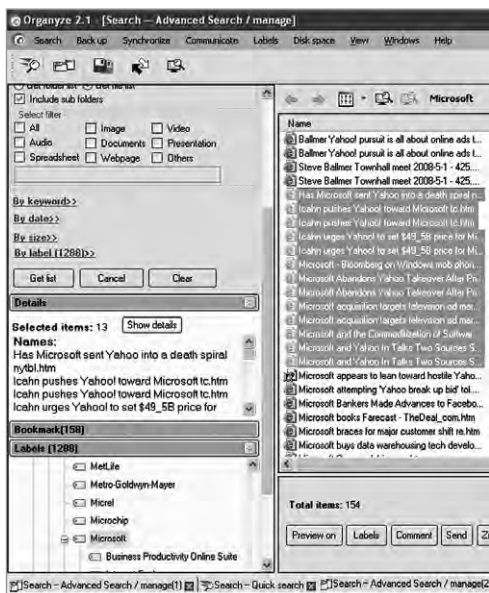 Organyze 2.1 - [Search – Advanced Search / manage]
Search Back up Synchronize Communicate Labels Disk space View Windows Help
Get folder list Get file list
Include sub folders
Select filter
All Image Video
Audio Documents Presentation
Spreadsheet Webpage Others
By keyword>>
By date>>
By size>>
By label (1288)>>
Get list Cancel Clear
Details
Selected items: 13 Show details
Names:
Has Microsoft sent Yahoo into a death spiral
nytbl.htm
Icahn pushes Yahoo! toward Microsoft tc.htm
Icahn pushes Yahoo! toward Microsoft tc.htm
Icahn urges Yahoo! to set $49_5B price for
Bookmark(158)
Labels [1288]
MetLife
Metro-Goldwyn-Mayer
Micrel
Microchip
Microsoft
Business Productivity Online Suite
Microsoft
Name
Ballmer Yahoo! pursuit is all about online ads t...
Ballmer Yahoo! pursuit is all about online ads t...
Steve Ballmer Townhall meet 2008-5-1 - 425....
Steve Ballmer Townhall meet 2008-5-1 - 425....
Has Microsoft sent Yahoo into a death spiral n...
Icahn pushes Yahoo! toward Microsoft tc.htm
Icahn pushes Yahoo! toward Microsoft tc.htm
Icahn urges Yahoo! to set $49_5B price for Mi...
Icahn urges Yahoo! to set $49_5B price for Mi...
Microsoft - Bloomberg on Windows mob phon...
Microsoft Abandons Yahoo Takeover After Pri...
Microsoft Abandons Yahoo Takeover After Pri...
Microsoft acquisition targets television ad mar...
Microsoft acquisition targets television ad mar...
Microsoft and the Commoditization of Softwar...
Microsoft and Yahoo In Talks Two Sources S...
Microsoft and Yahoo In Talks Two Sources S...
Microsoft appears to lean toward hostile Yaho...
Microsoft attempting 'Yahoo break up bid' tol....
Microsoft Bankers Made Advances to Facebo...
Microsoft books Farecast - TheDeal_com.htm
Microsoft braces for major customer shift re.htm
Microsoft buys data warehousing tech develo...
Total items: 154
Preview on Labels Comment Send
Search – Advanced Search / manage(1) Search – Quick search Search – Advanced Search / manage(2